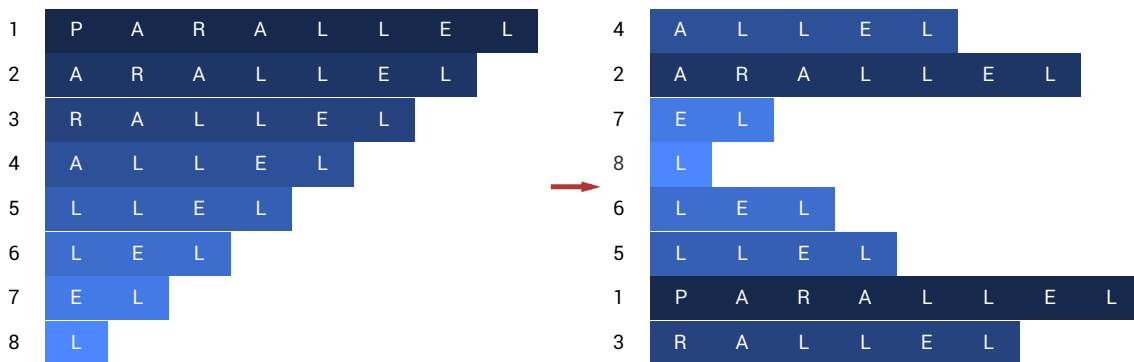 1 P A R A L L E L
2 A R A L L E L
3 R A L L E L
4 A L L E L
5 L L E L
6 L E L
7 E L
8 L
4 A L L E L
2 A R A L L E L
7 E L
8 L
6 L E L
5 L L E L
1 P A R A L L E L
3 R A L L E L